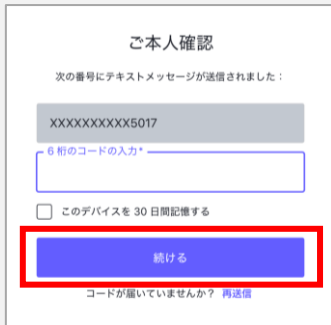 ご本人確認
次の番号にテキストメッセージが送信されました：
XXXXXXXXXX5017
6 桁のコードの入力*
このデバイスを 30 日間記憶する
続ける
コードが届いていませんか？ 再送信